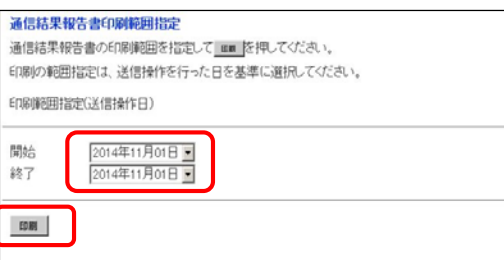 通信結果報告書印刷範囲指定
通信結果報告書の印刷範囲を指定して 印刷 を押してください。
印刷の範囲指定は、送信操作を行った日を基準に選択してください。
印刷範囲指定(送信操作日)
開始 2014年11月01日
終了 2014年11月01日
印刷